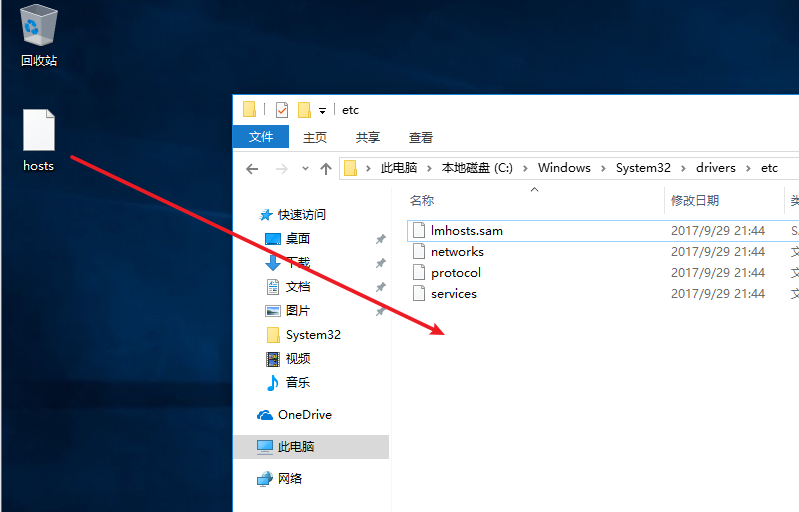 回收站
hosts
etc
文件 主页 共享 查看
此电脑 本地磁盘 (C:) Windows System32 drivers etc
名称 修改日期
快速访问
桌面
下载
文档
图片
System32
视频
音乐
OneDrive
此电脑
网络
lmhosts.sam 2017/9/29 21:44
networks 2017/9/29 21:44 文
protocol 2017/9/29 21:44 文
services 2017/9/29 21:44 文